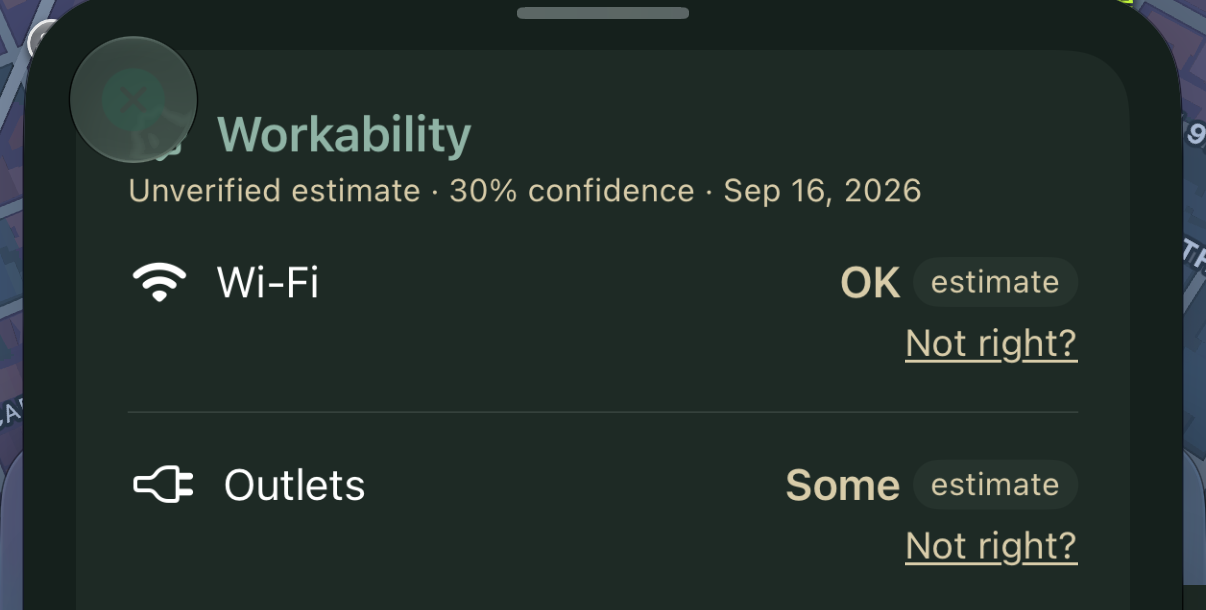 Workability
Unverified estimate · 30% confidence · Sep 16, 2026
Wi-Fi
OK estimate
Not right?
Outlets
Some estimate
Not right?